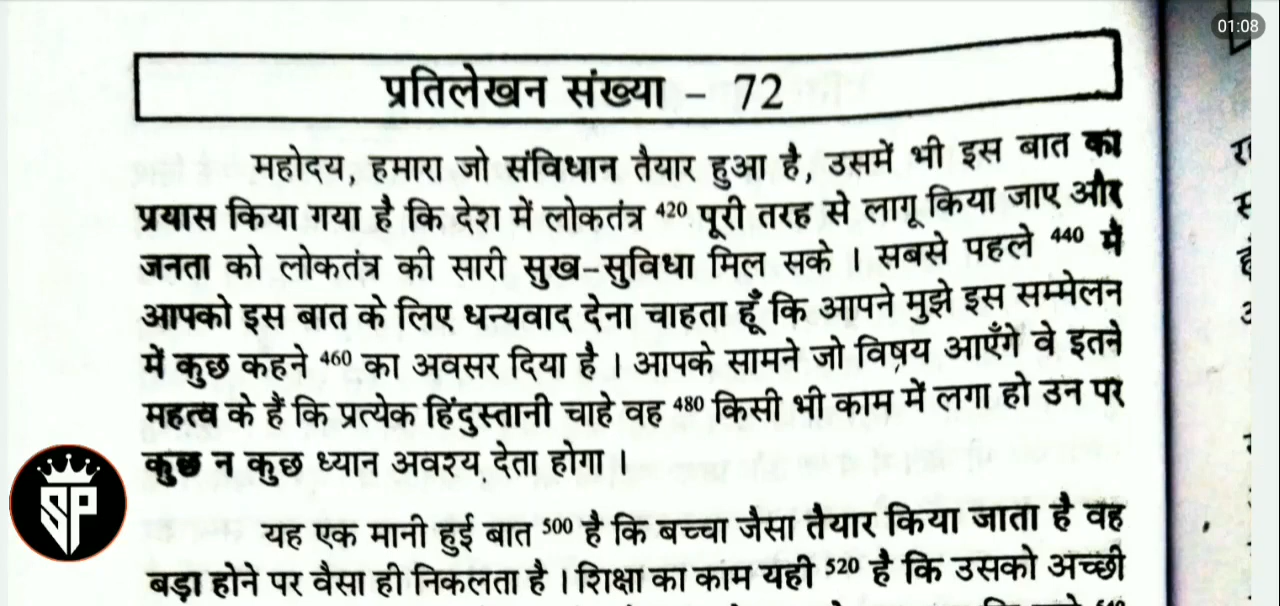 01:08
प्रतिलेखन संख्या – 72
महोदय, हमारा जो संविधान तैयार हुआ है, उसमें भी इस बात का
प्रयास किया गया है कि देश में लोकतंत्र 420 पूरी तरह से लागू किया जाए और
जनता को लोकतंत्र की सारी सुख-सुविधा मिल सके । सबसे पहले 440 मैं
आपको इस बात के लिए धन्यवाद देना चाहता हूँ कि आपने मुझे इस सम्मेलन
में कुछ कहने 460 का अवसर दिया है । आपके सामने जो विषय आएँगे वे इतने
महत्व के हैं कि प्रत्येक हिंदुस्तानी चाहे वह 480 किसी भी काम में लगा हो उन पर
कुछ न कुछ ध्यान अवश्य देता होगा ।
यह एक मानी हुई बात 500 है कि बच्चा जैसा तैयार किया जाता है वह
बड़ा होने पर वैसा ही निकलता है । शिक्षा का काम यही 520 है कि उसको अच्छी
SP